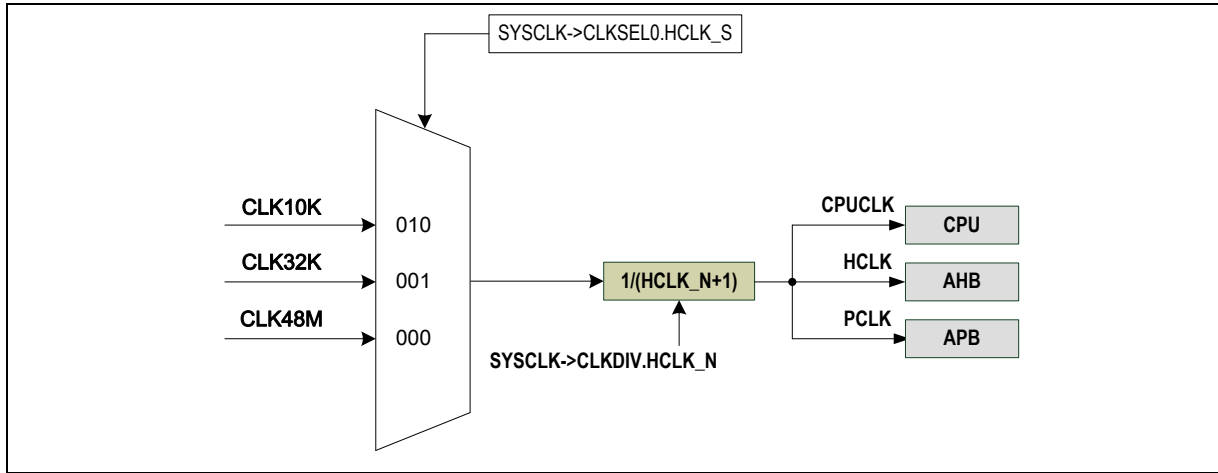 SYSCLK->CLKSEL0.HCLK_S
CLK10K
010
CLK32K
001
CLK48M
000
1/(HCLK_N+1)
SYSCLK->CLKDIV.HCLK_N
CPUCLK
CPU
HCLK
AHB
PCLK
APB